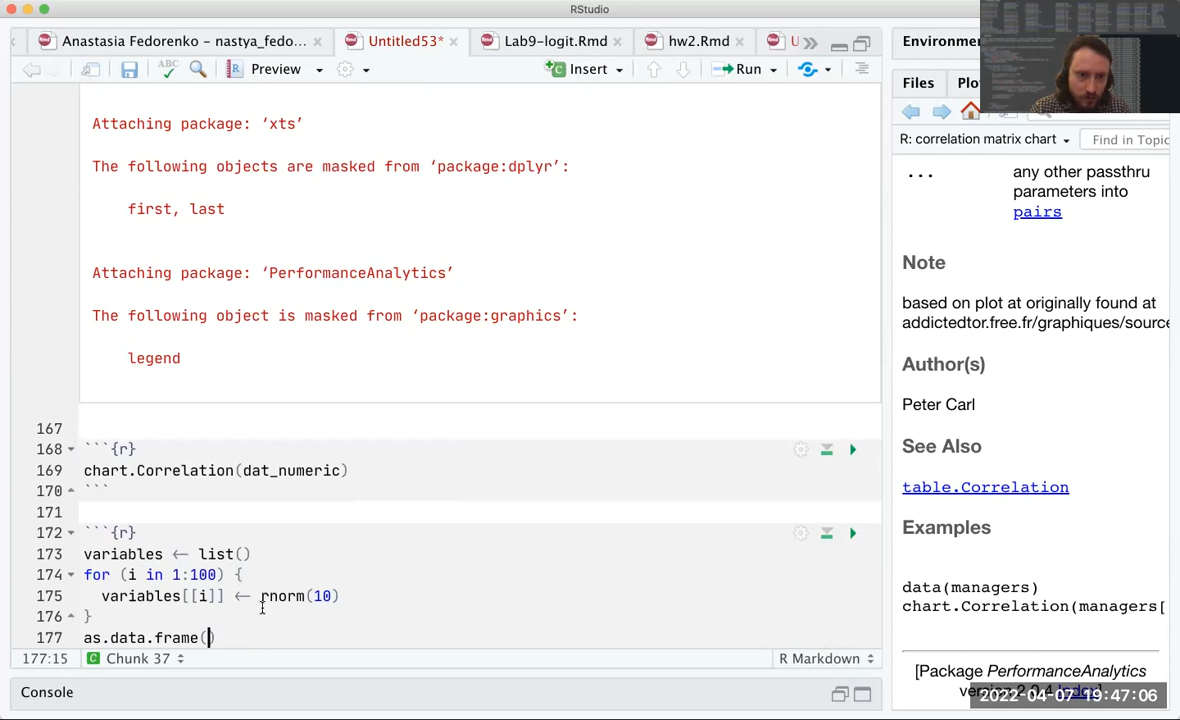 RStudio
Anastasia Fedorenko – nastya_fedo...
Untitled53*
Lab9-logit.Rmd
hw2.Rmd
U
Environmen
ABC
Preview
Insert
Run
Files
Plo
R: correlation matrix chart
Find in Topic
Attaching package: ‘xts’
The following objects are masked from ‘package:dplyr’:
first, last
Attaching package: ‘PerformanceAnalytics’
The following object is masked from ‘package:graphics’:
legend
167
168 ```{r}
169 chart.Correlation(dat_numeric)
170 ```
171
172 ```{r}
173 variables ← list()
174 for (i in 1:100) {
175 variables[[i]] ← rnorm(10)
176 }
177 as.data.frame()
177:15 Chunk 37 R Markdown
Console
... any other passthru
parameters into
pairs
Note
based on plot at originally found at
addictedtor.free.fr/graphiques/source
Author(s)
Peter Carl
See Also
table.Correlation
Examples
data(managers)
chart.Correlation(managers[
[Package PerformanceAnalytics
2022-04-07 19:47:06